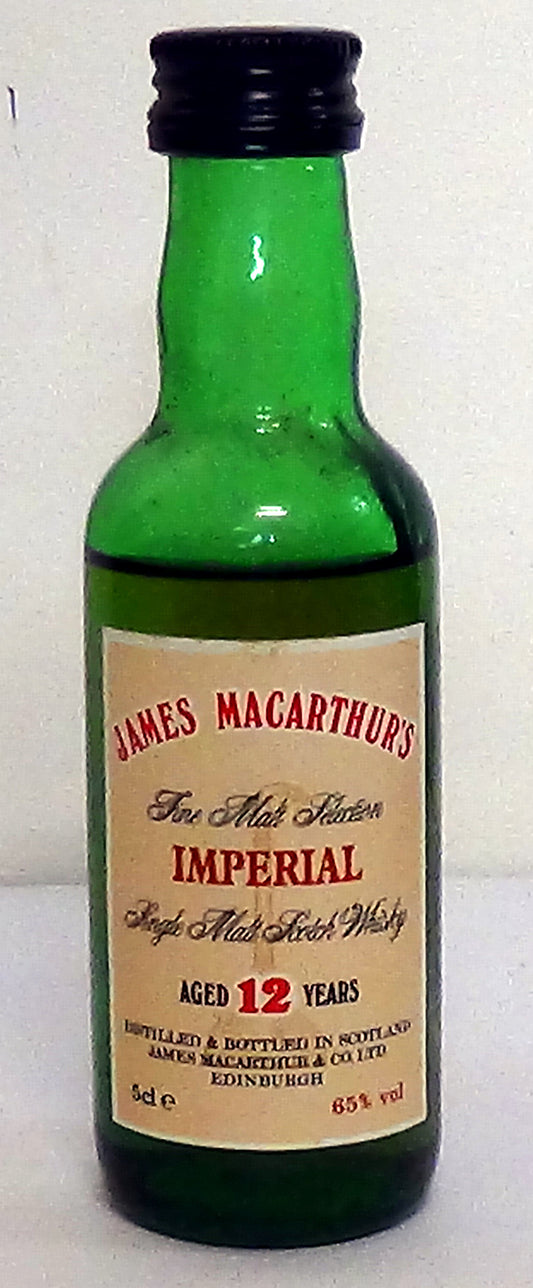 JAMES MACARTHUR'S
Fine Malt Selection
IMPERIAL
Single Malt Scotch Whisky
AGED 12 YEARS
DISTILLED & BOTTLED IN SCOTLAND
JAMES MACARTHUR & CO. LTD
EDINBURGH
5cl e
65% vol